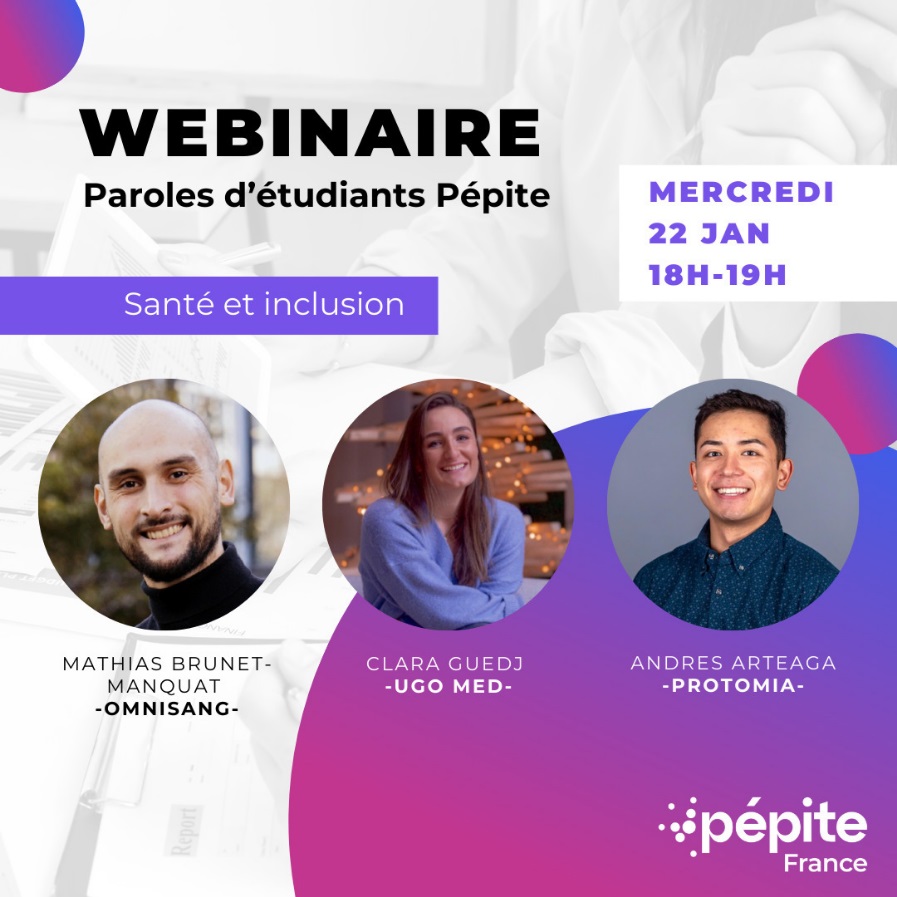 WEBINAIRE
Paroles d'étudiants Pépite
MERCREDI
22 JAN
18H-19H
Santé et inclusion
MATHIAS BRUNET-
MANQUAT
-OMNISANG-
CLARA GUEDJ
-UGO MED-
ANDRES ARTEAGA
-PROTOMIA-
Report
pépite
France